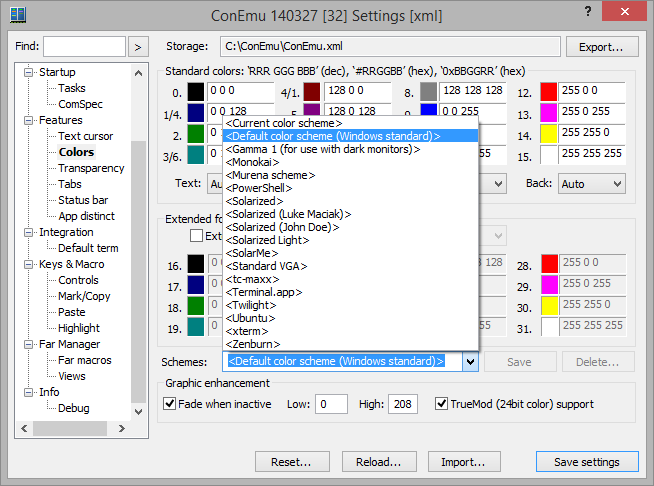 ConEmu 140327 [32] Settings [xml]
Find:
>
Storage:
C:\ConEmu\ConEmu.xml
Export...
Startup
Tasks
ComSpec
Features
Text cursor
Colors
Transparency
Tabs
Status bar
App distinct
Integration
Default term
Keys & Macro
Controls
Mark/Copy
Paste
Highlight
Far Manager
Far macros
Views
Info
Debug
Standard colors: 'RRR GGG BBB' (dec), '#RRGGBB' (hex), '0xBBGGRR' (hex)
0. 0 0 0 4/1. 128 0 0 8. 128 128 128 12. 255 0 0
1/4. 0 0 128 5. 128 0 128 9. 0 0 255 13. 255 0 255
2. 14. 255 255 0
3/6. 15. 255 255 255
Text: Back: Auto
<Current color scheme>
<Default color scheme (Windows standard)>
<Gamma 1 (for use with dark monitors)>
<Monokai>
<Murena scheme>
<PowerShell>
<Solarized>
<Solarized (Luke Maciak)>
<Solarized (John Doe)>
<Solarized Light>
<SolarMe>
<Standard VGA>
<tc-maxx>
<Terminal.app>
<Twilight>
<Ubuntu>
<xterm>
<Zenburn>
16. 28. 255 0 0
17. 29. 255 0 255
18. 30. 255 255 0
19. 31. 255 255 255
Schemes: <Default color scheme (Windows standard)> Save Delete...
Graphic enhancement
Fade when inactive Low: 0 High: 208 TrueMod (24bit color) support
Reset... Reload... Import... Save settings